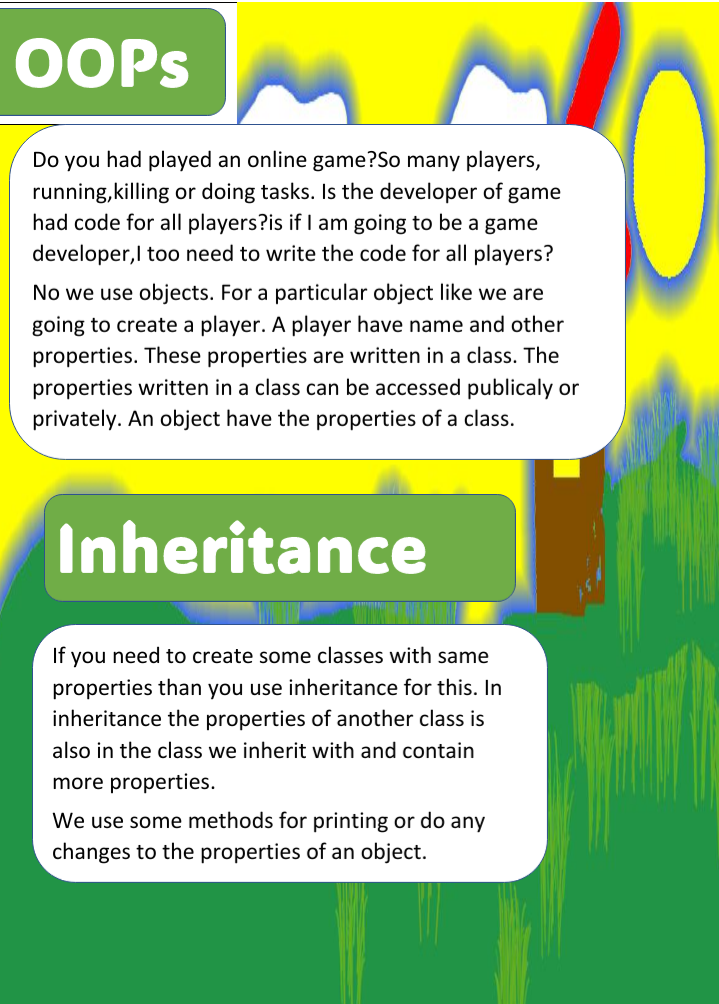 OOPs
Do you had played an online game?So many players,
running,killing or doing tasks. Is the developer of game
had code for all players?is if I am going to be a game
developer,I too need to write the code for all players?
No we use objects. For a particular object like we are
going to create a player. A player have name and other
properties. These properties are written in a class. The
properties written in a class can be accessed publicaly or
privately. An object have the properties of a class.
Inheritance
If you need to create some classes with same
properties than you use inheritance for this. In
inheritance the properties of another class is
also in the class we inherit with and contain
more properties.
We use some methods for printing or do any
changes to the properties of an object.